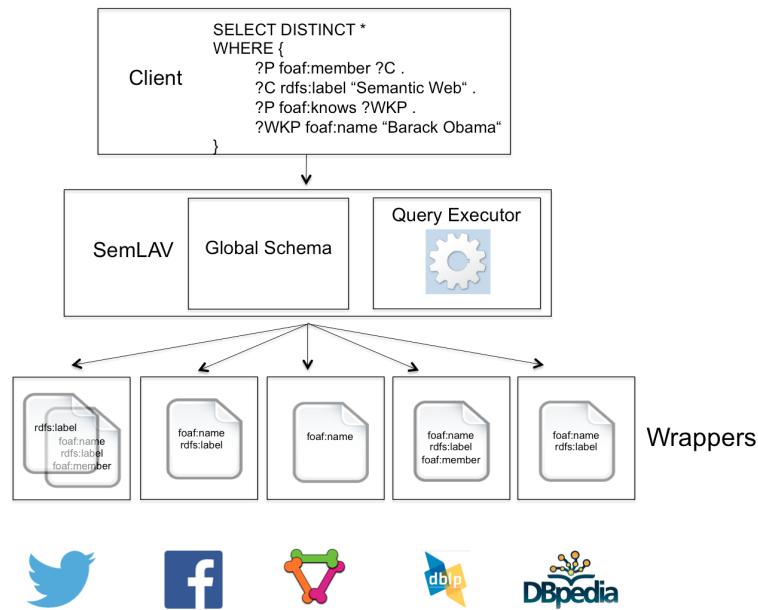 Client
SELECT DISTINCT *
WHERE {
?P foaf:member ?C .
?C rdfs:label “Semantic Web“ .
?P foaf:knows ?WKP .
?WKP foaf:name “Barack Obama“
}
SemLAV
Global Schema
Query Executor
rdfs:label
foaf:name
rdfs:label
foaf:member
foaf:name
rdfs:label
foaf:name
foaf:name
rdfs:label
foaf:member
foaf:name
rdfs:label
Wrappers
dblp
DBpedia